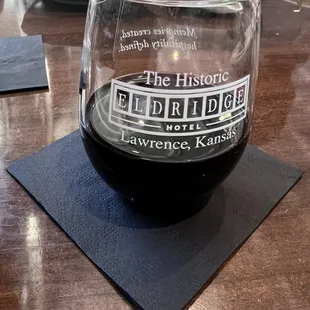 Memories created,
hospitality defined.
The Historic
ELDRIDGE
HOTEL
Lawrence, Kansas